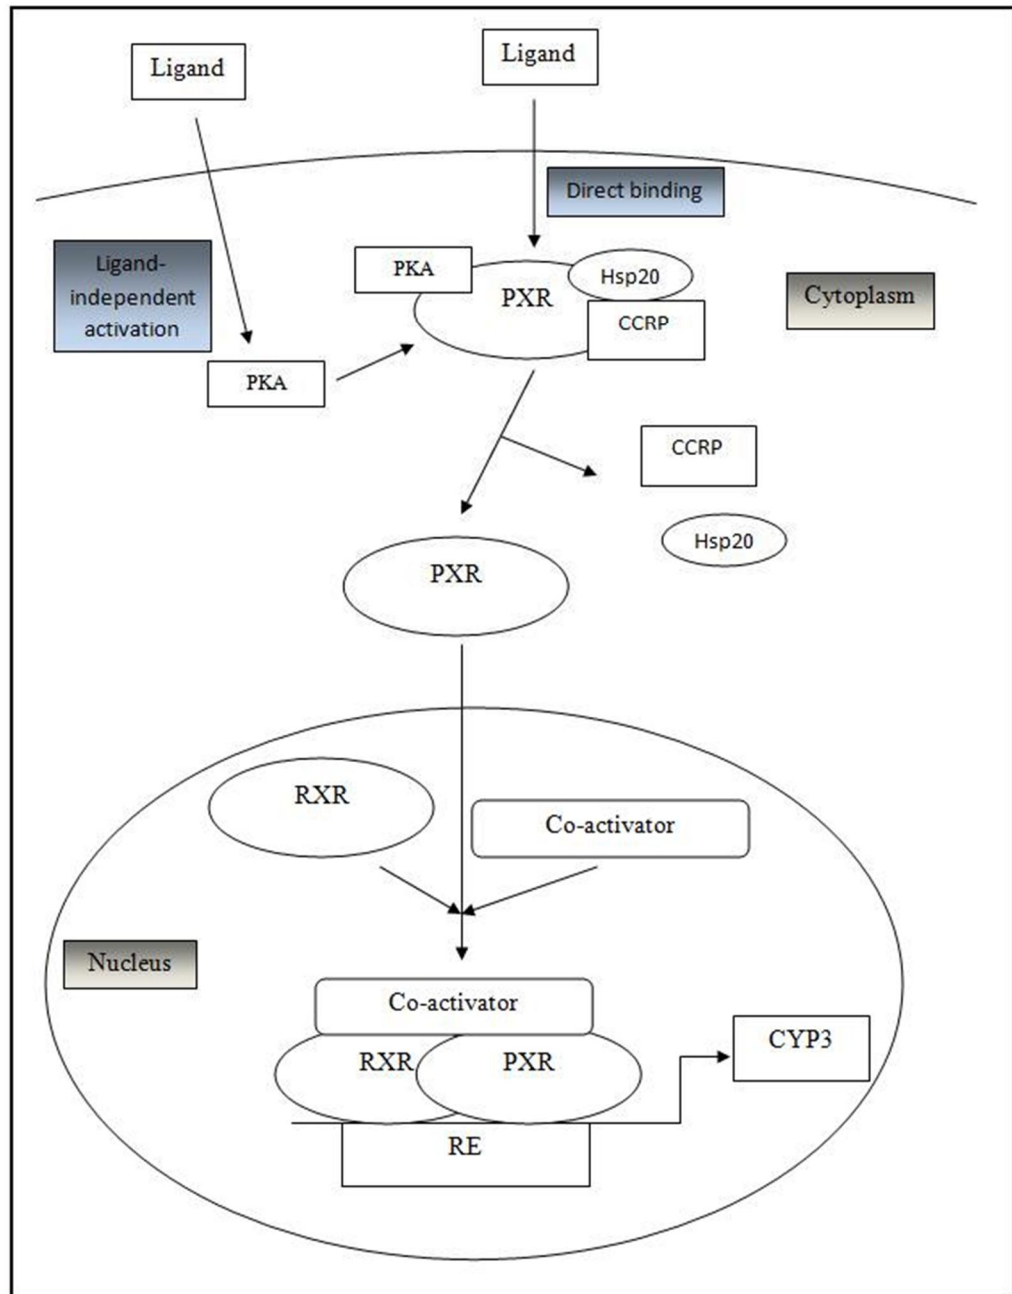 Ligand
Ligand
Direct binding
Ligand-
independent
activation
PKA
PXR
Hsp20
CCRP
Cytoplasm
PKA
CCRP
Hsp20
PXR
RXR
Co-activator
Nucleus
Co-activator
RXR
PXR
CYP3
RE